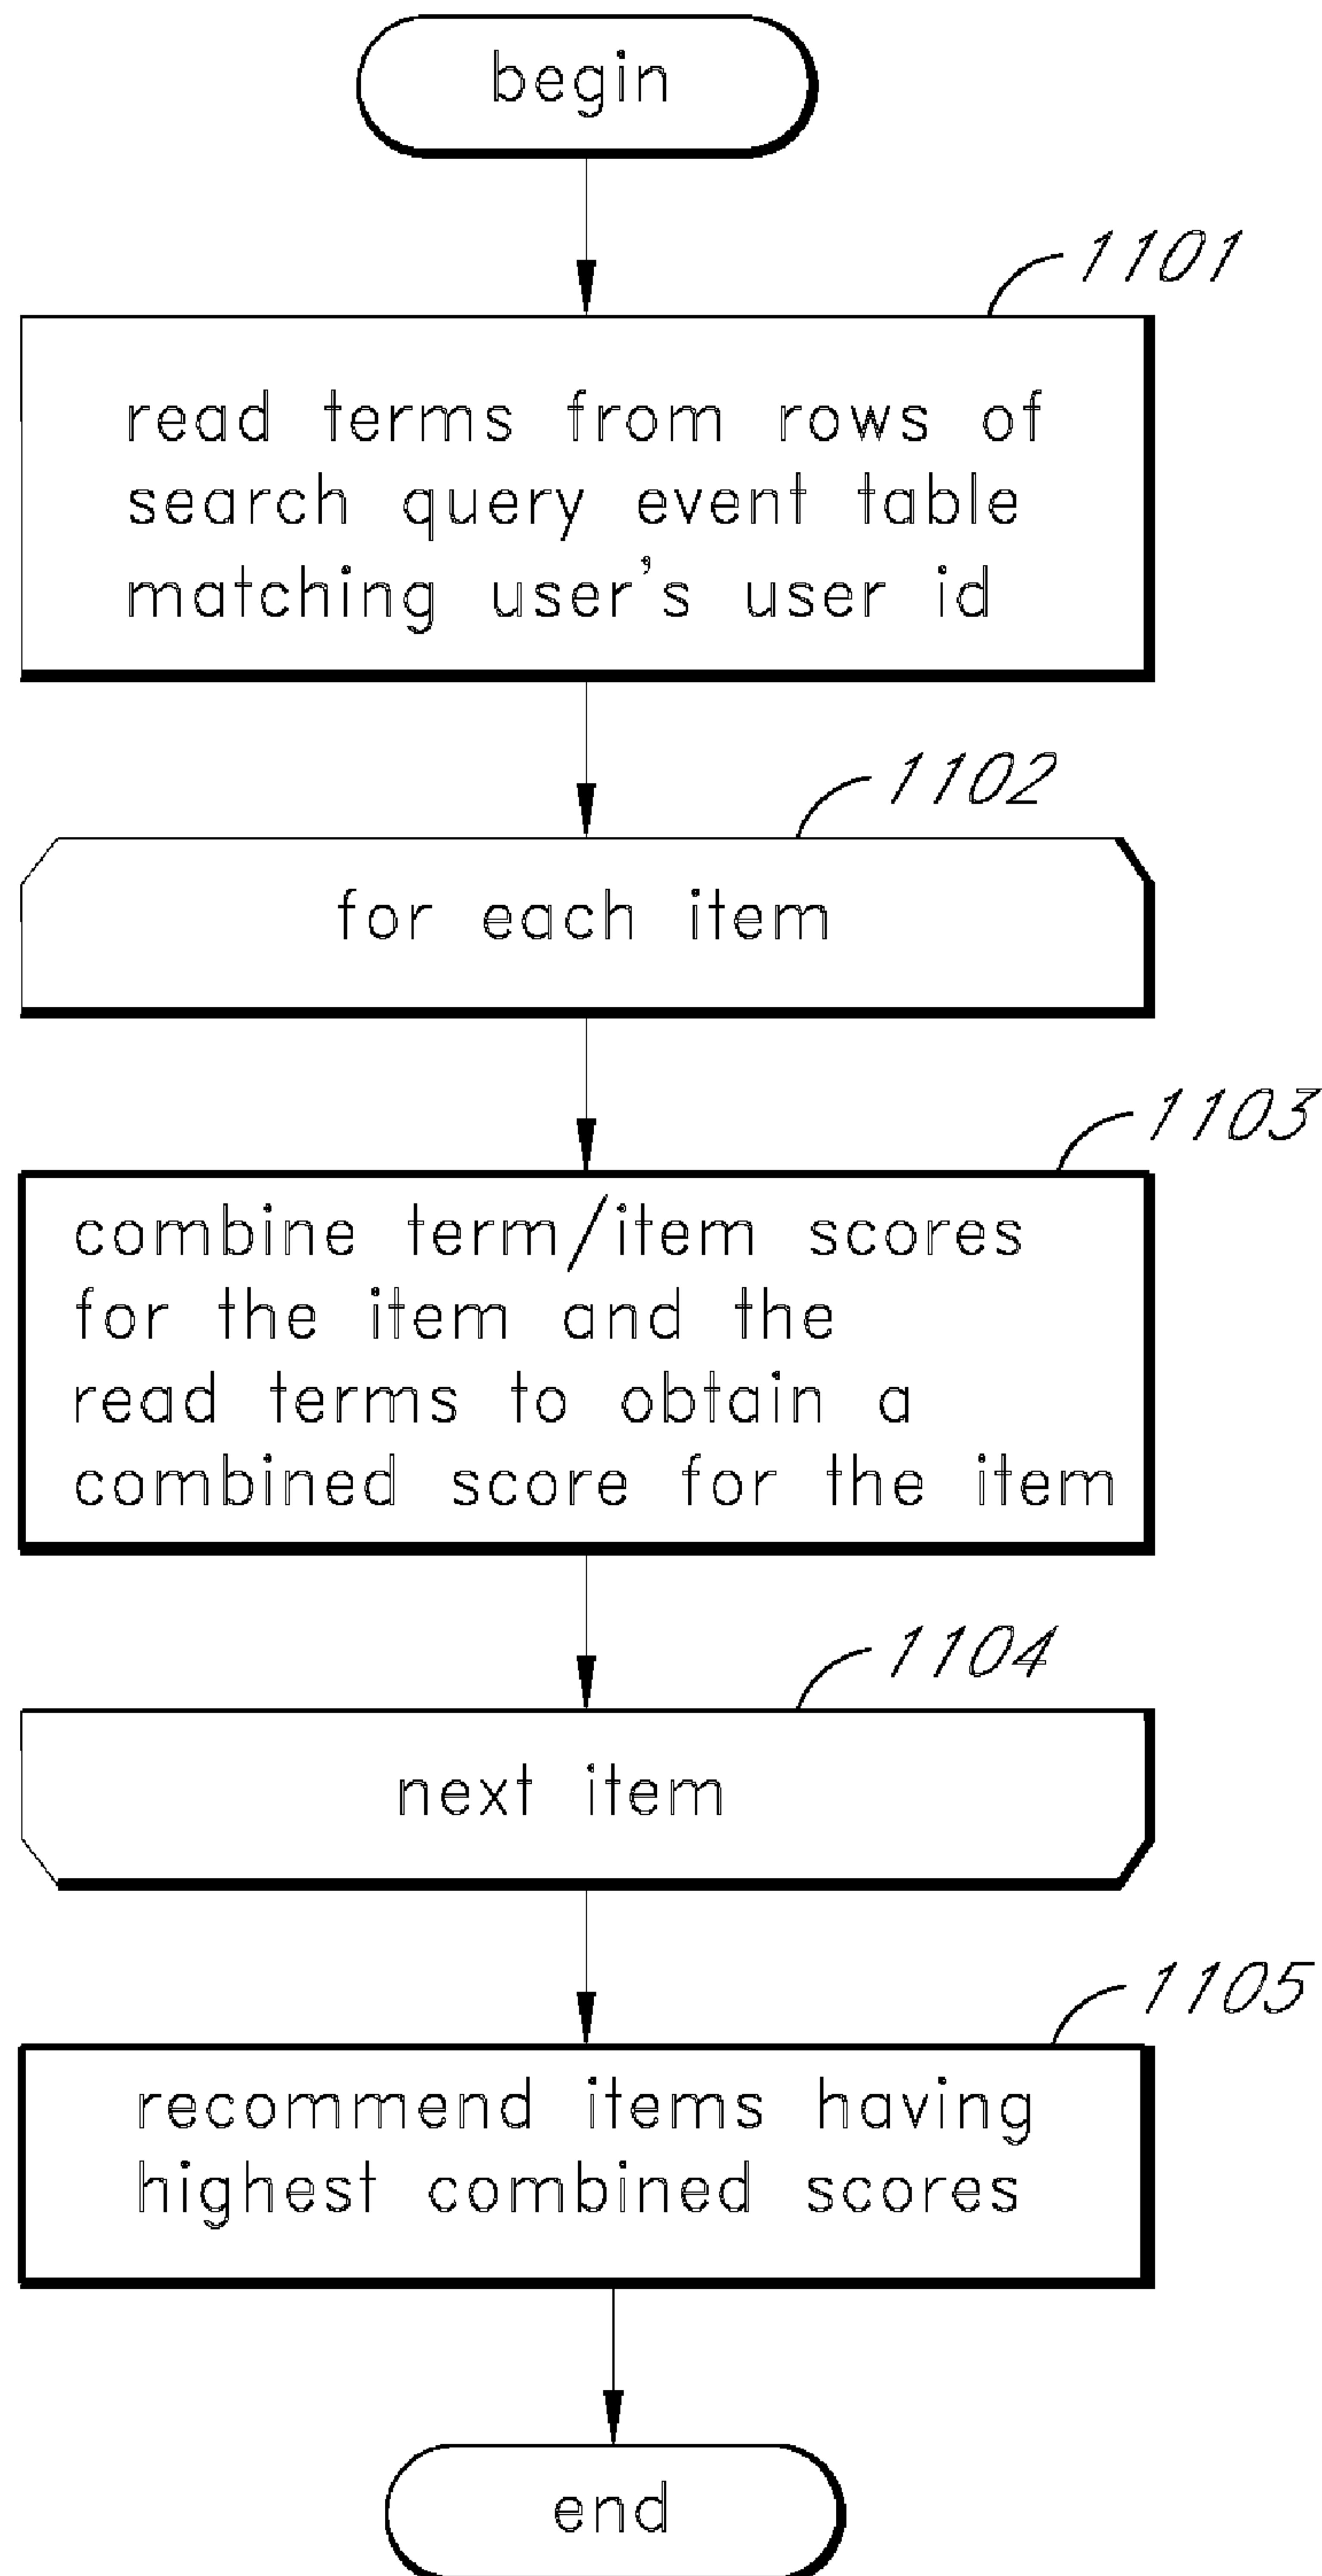 begin
1101
read terms from rows of
search query event table
matching user's user id
1102
for each item
1103
combine term/item scores
for the item and the
read terms to obtain a
combined score for the item
1104
next item
1105
recommend items having
highest combined scores
end